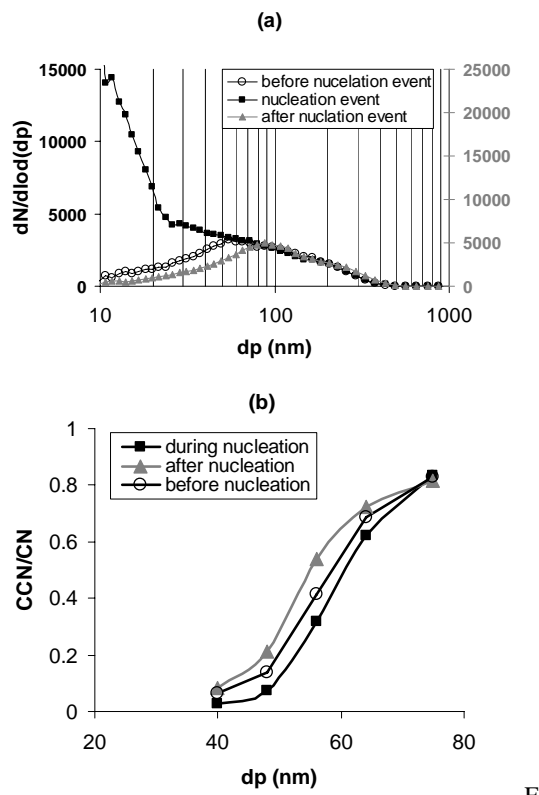 (a)
15000
10000
5000
0
dN/dlod(dp)
before nucelation event
nucleation event
after nuclation event
25000
20000
15000
10000
5000
0
10
100
1000
dp (nm)
(b)
during nucleation
after nucleation
before nucleation
1
0.8
0.6
0.4
0.2
0
CCN/CN
20
40
60
80
dp (nm)